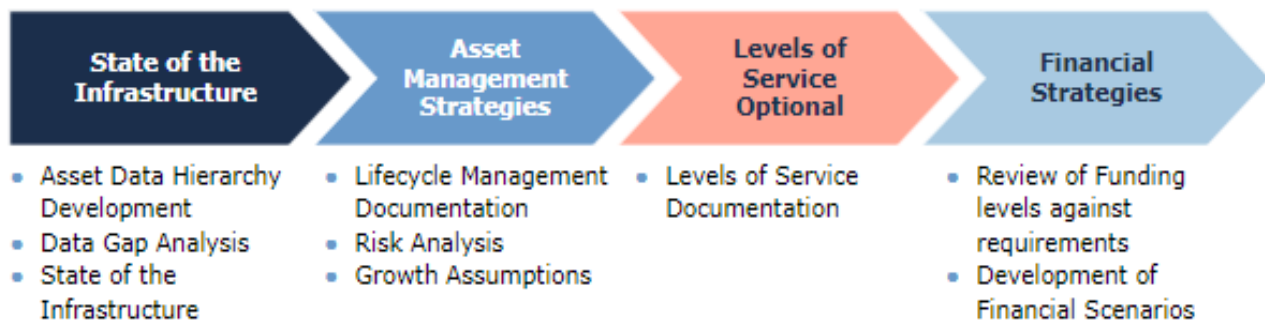 State of the
Infrastructure
Asset
Management
Strategies
Levels of
Service
Optional
Financial
Strategies
• Asset Data Hierarchy
Development
• Data Gap Analysis
• State of the
Infrastructure
• Lifecycle Management
Documentation
• Risk Analysis
• Growth Assumptions
• Levels of Service
Documentation
• Review of Funding
levels against
requirements
• Development of
Financial Scenarios